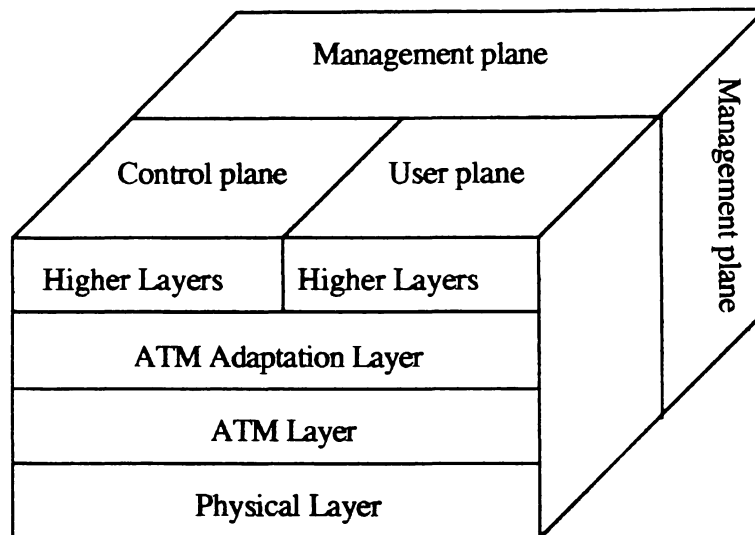 Management plane
Management plane
Control plane
User plane
Higher Layers
Higher Layers
ATM Adaptation Layer
ATM Layer
Physical Layer